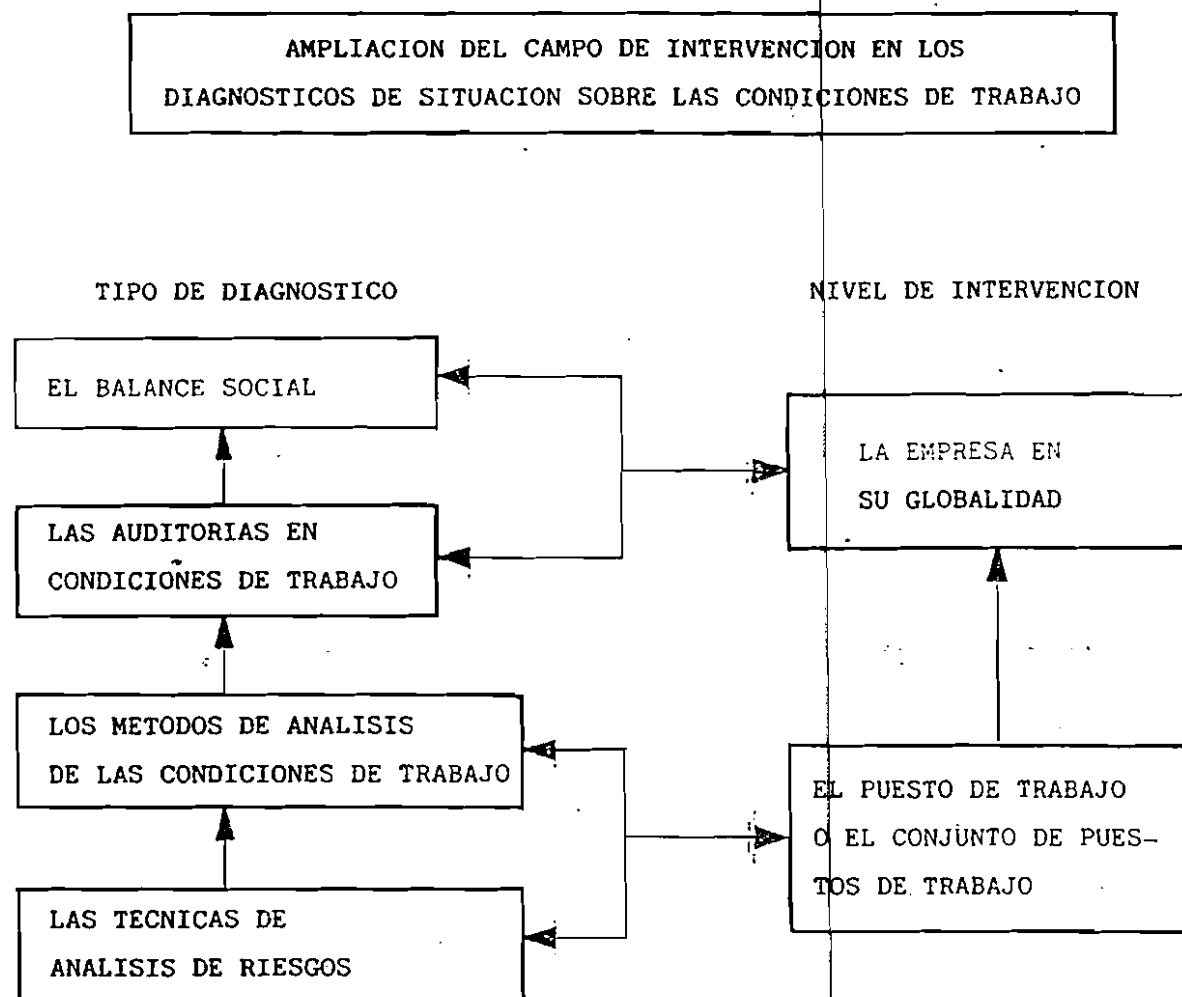 AMPLIACION DEL CAMPO DE INTERVENCION EN LOS
DIAGNOSTICOS DE SITUACION SOBRE LAS CONDICIONES DE TRABAJO
TIPO DE DIAGNOSTICO
NIVEL DE INTERVENCION
EL BALANCE SOCIAL
LA EMPRESA EN
SU GLOBALIDAD
LAS AUDITORIAS EN
CONDICIONES DE TRABAJO
LOS METODOS DE ANALISIS
DE LAS CONDICIONES DE TRABAJO
EL PUESTO DE TRABAJO
O EL CONJUNTO DE PUES-
TOS DE TRABAJO
LAS TECNICAS DE
ANALISIS DE RIESGOS